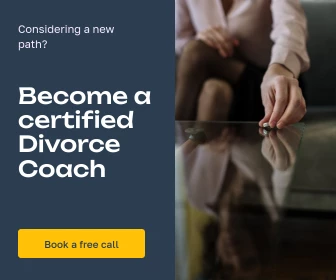 Considering a new
path?
Become a
certified
Divorce
Coach
Book a free call